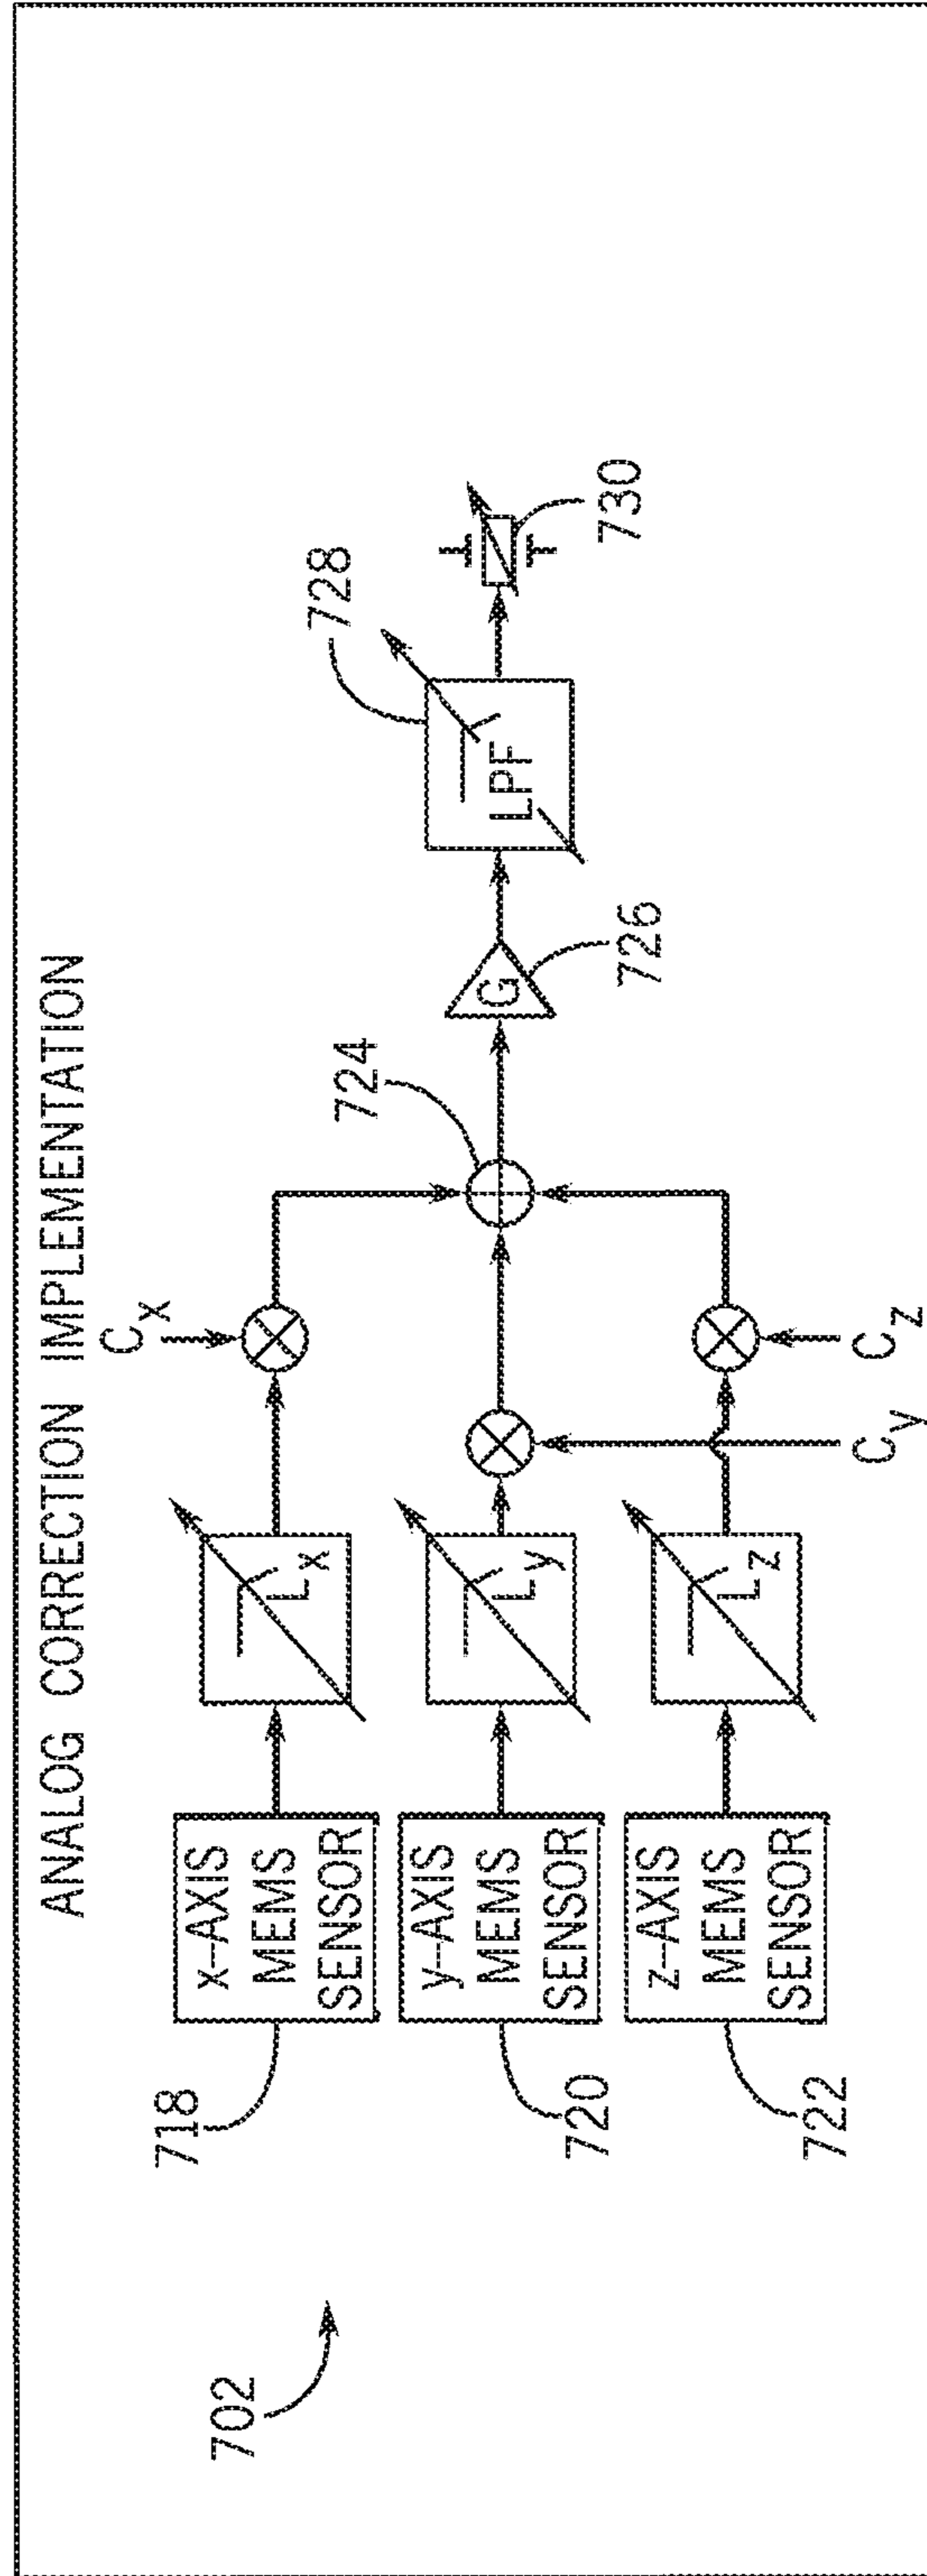 ANALOG CORRECTION IMPLEMENTATION
702
718
x-AXIS
MEMS
SENSOR
Lx
Cx
720
y-AXIS
MEMS
SENSOR
Ly
Cy
722
z-AXIS
MEMS
SENSOR
Lz
Cz
724
G
726
LPF
728
730